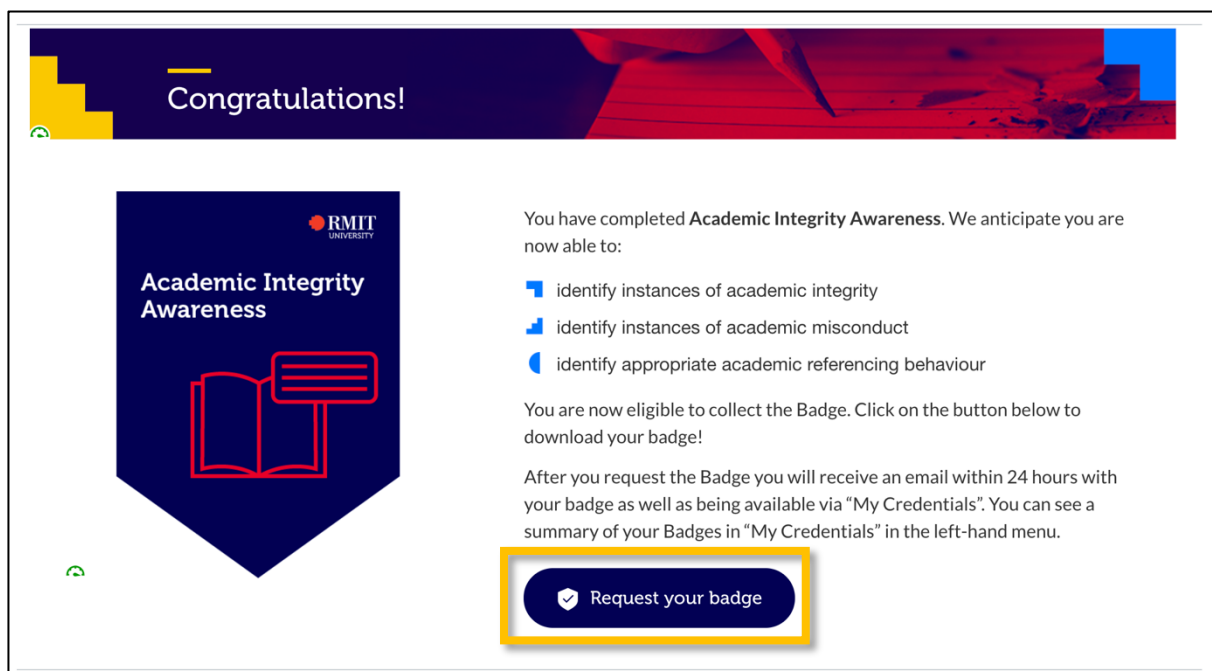 Congratulations!
RMIT
UNIVERSITY
Academic Integrity
Awareness
You have completed Academic Integrity Awareness. We anticipate you are
now able to:
identify instances of academic integrity
identify instances of academic misconduct
identify appropriate academic referencing behaviour
You are now eligible to collect the Badge. Click on the button below to
download your badge!
After you request the Badge you will receive an email within 24 hours with
your badge as well as being available via “My Credentials”. You can see a
summary of your Badges in “My Credentials” in the left-hand menu.
Request your badge